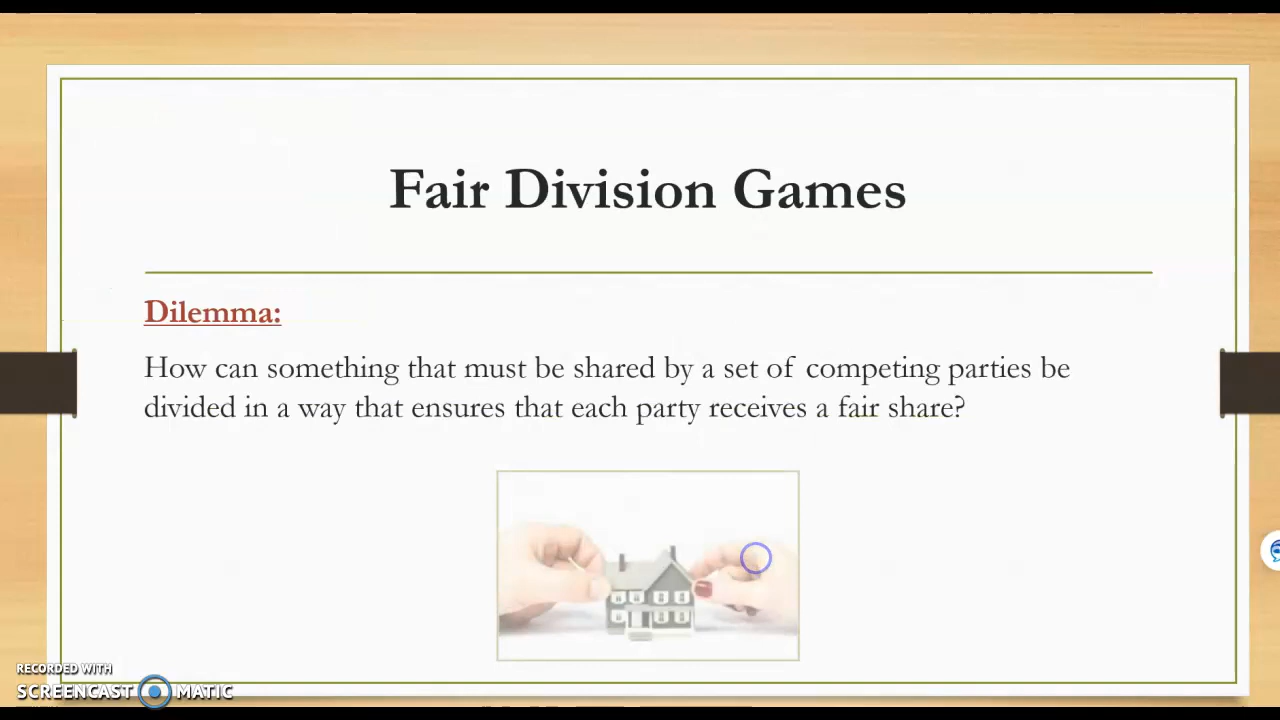 Fair Division Games
Dilemma:
How can something that must be shared by a set of competing parties be
divided in a way that ensures that each party receives a fair share?
RECORDED WITH
SCREENCAST MATIC